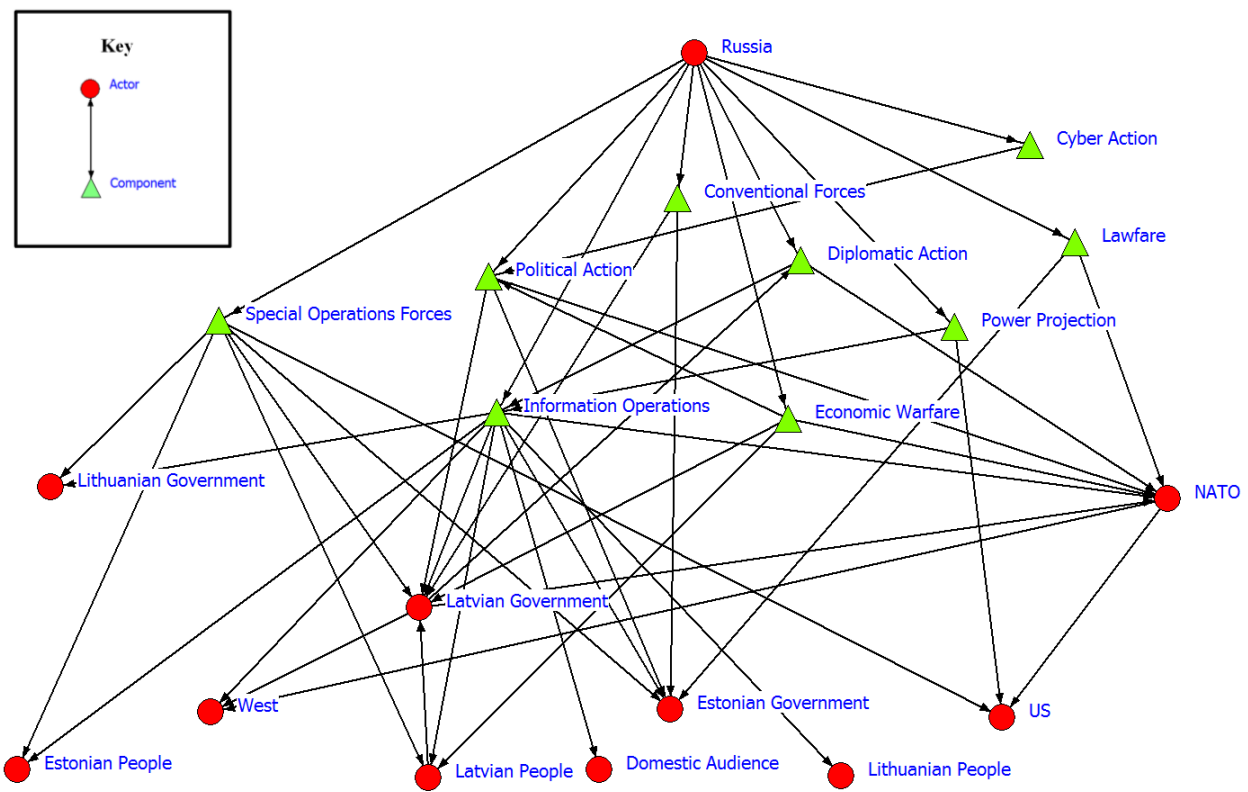 Key
Actor
Component
Russia
Cyber Action
Conventional Forces
Lawfare
Diplomatic Action
Political Action
Special Operations Forces
Power Projection
Information Operations
Economic Warfare
Lithuanian Government
NATO
Latvian Government
West
Estonian Government
US
Estonian People
Latvian People
Domestic Audience
Lithuanian People